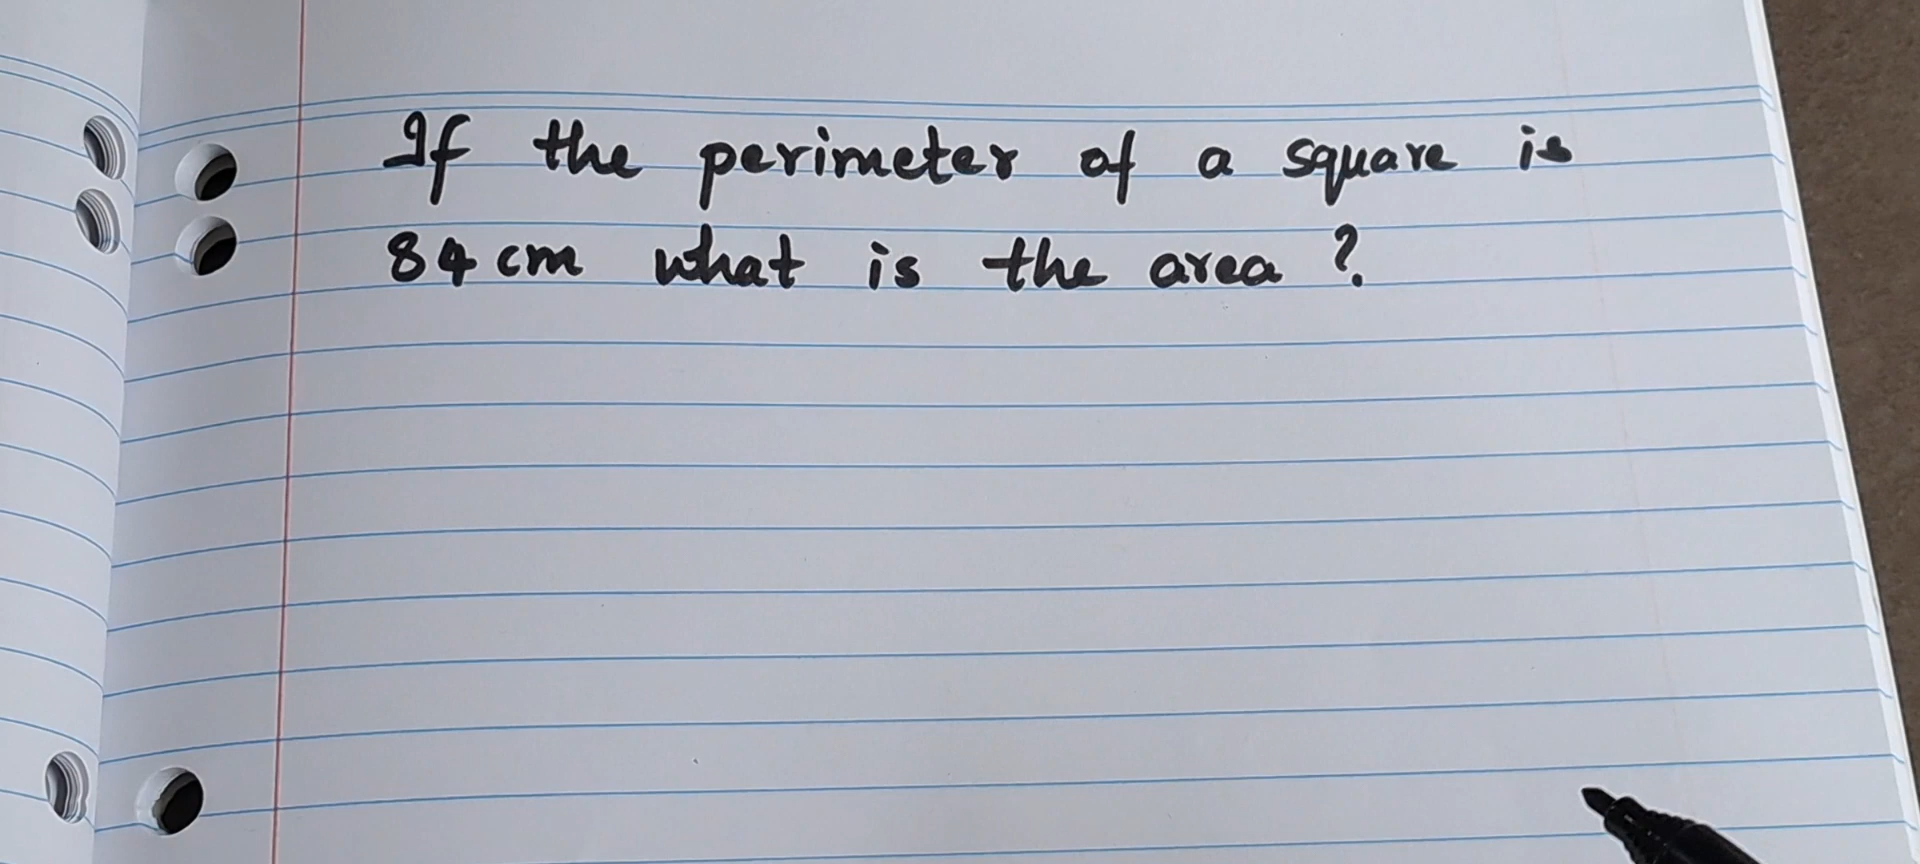 If the perimeter of a square is
84 cm what is the area ?